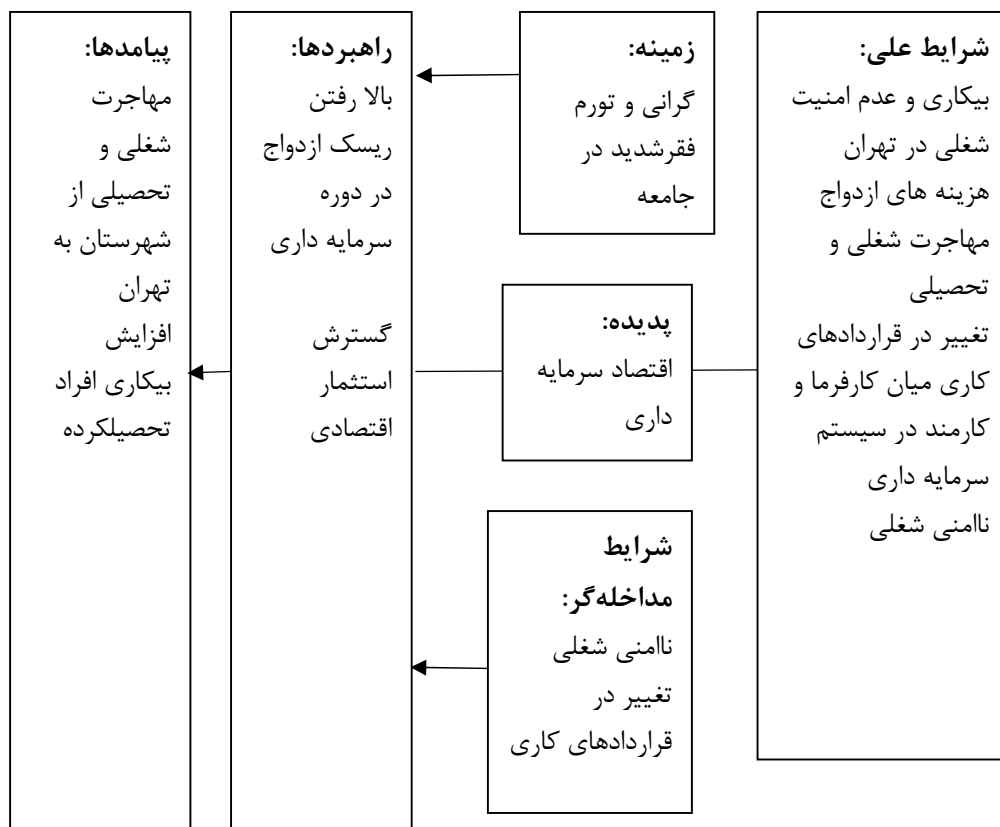 شرایط علی:
بیکاری و عدم امنیت
شغلی در تهران
هزینه های ازدواج
مهاجرت شغلی و
تحصیلی
تغییر در قراردادهای
کاری میان کارفرما و
کارمند در سیستم
سرمایه داری
ناامنی شغلی
زمینه:
گرانی و تورم
فقرشدید در
جامعه
پدیده:
اقتصاد سرمایه
داری
شرایط
مداخله‌گر:
ناامنی شغلی
تغییر در
قراردادهای کاری
راهبردها:
بالا رفتن
ریسک ازدواج
در دوره
سرمایه داری
گسترش
استثمار
اقتصادی
پیامدها:
مهاجرت
شغلی و
تحصیلی از
شهرستان به
تهران
افزایش
بیکاری افراد
تحصیلکرده